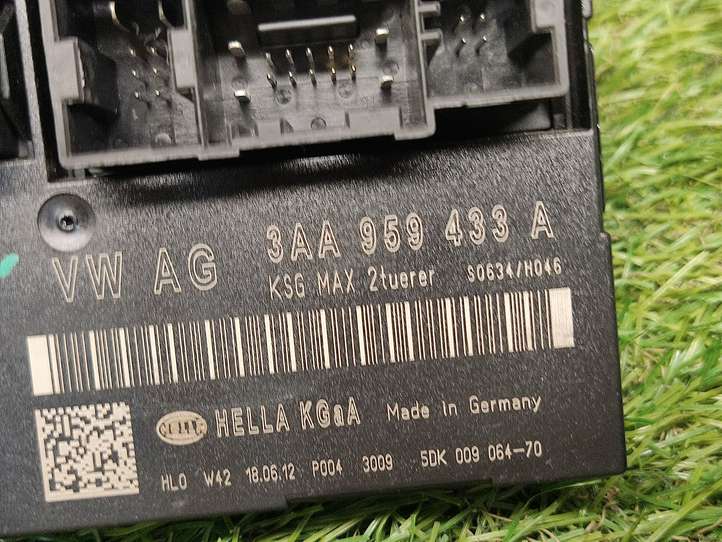 VW AG 3AA 959 433 A
KSG MAX 2tuerer S0634/H046
HELLA HELLA KGaA Made in Germany
HLO W42 18.06.12 P004 3009 5DK 009 064-70